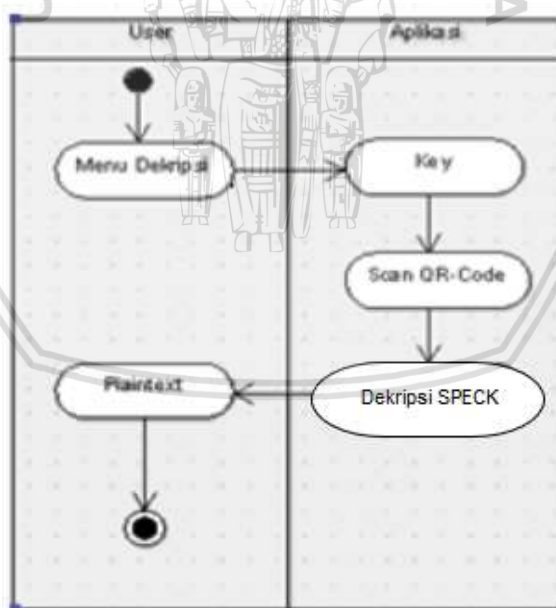 User
Aplikasi
Menu Dekripsi
Key
Scan QR-Code
Plaintext
Dekripsi SPECK